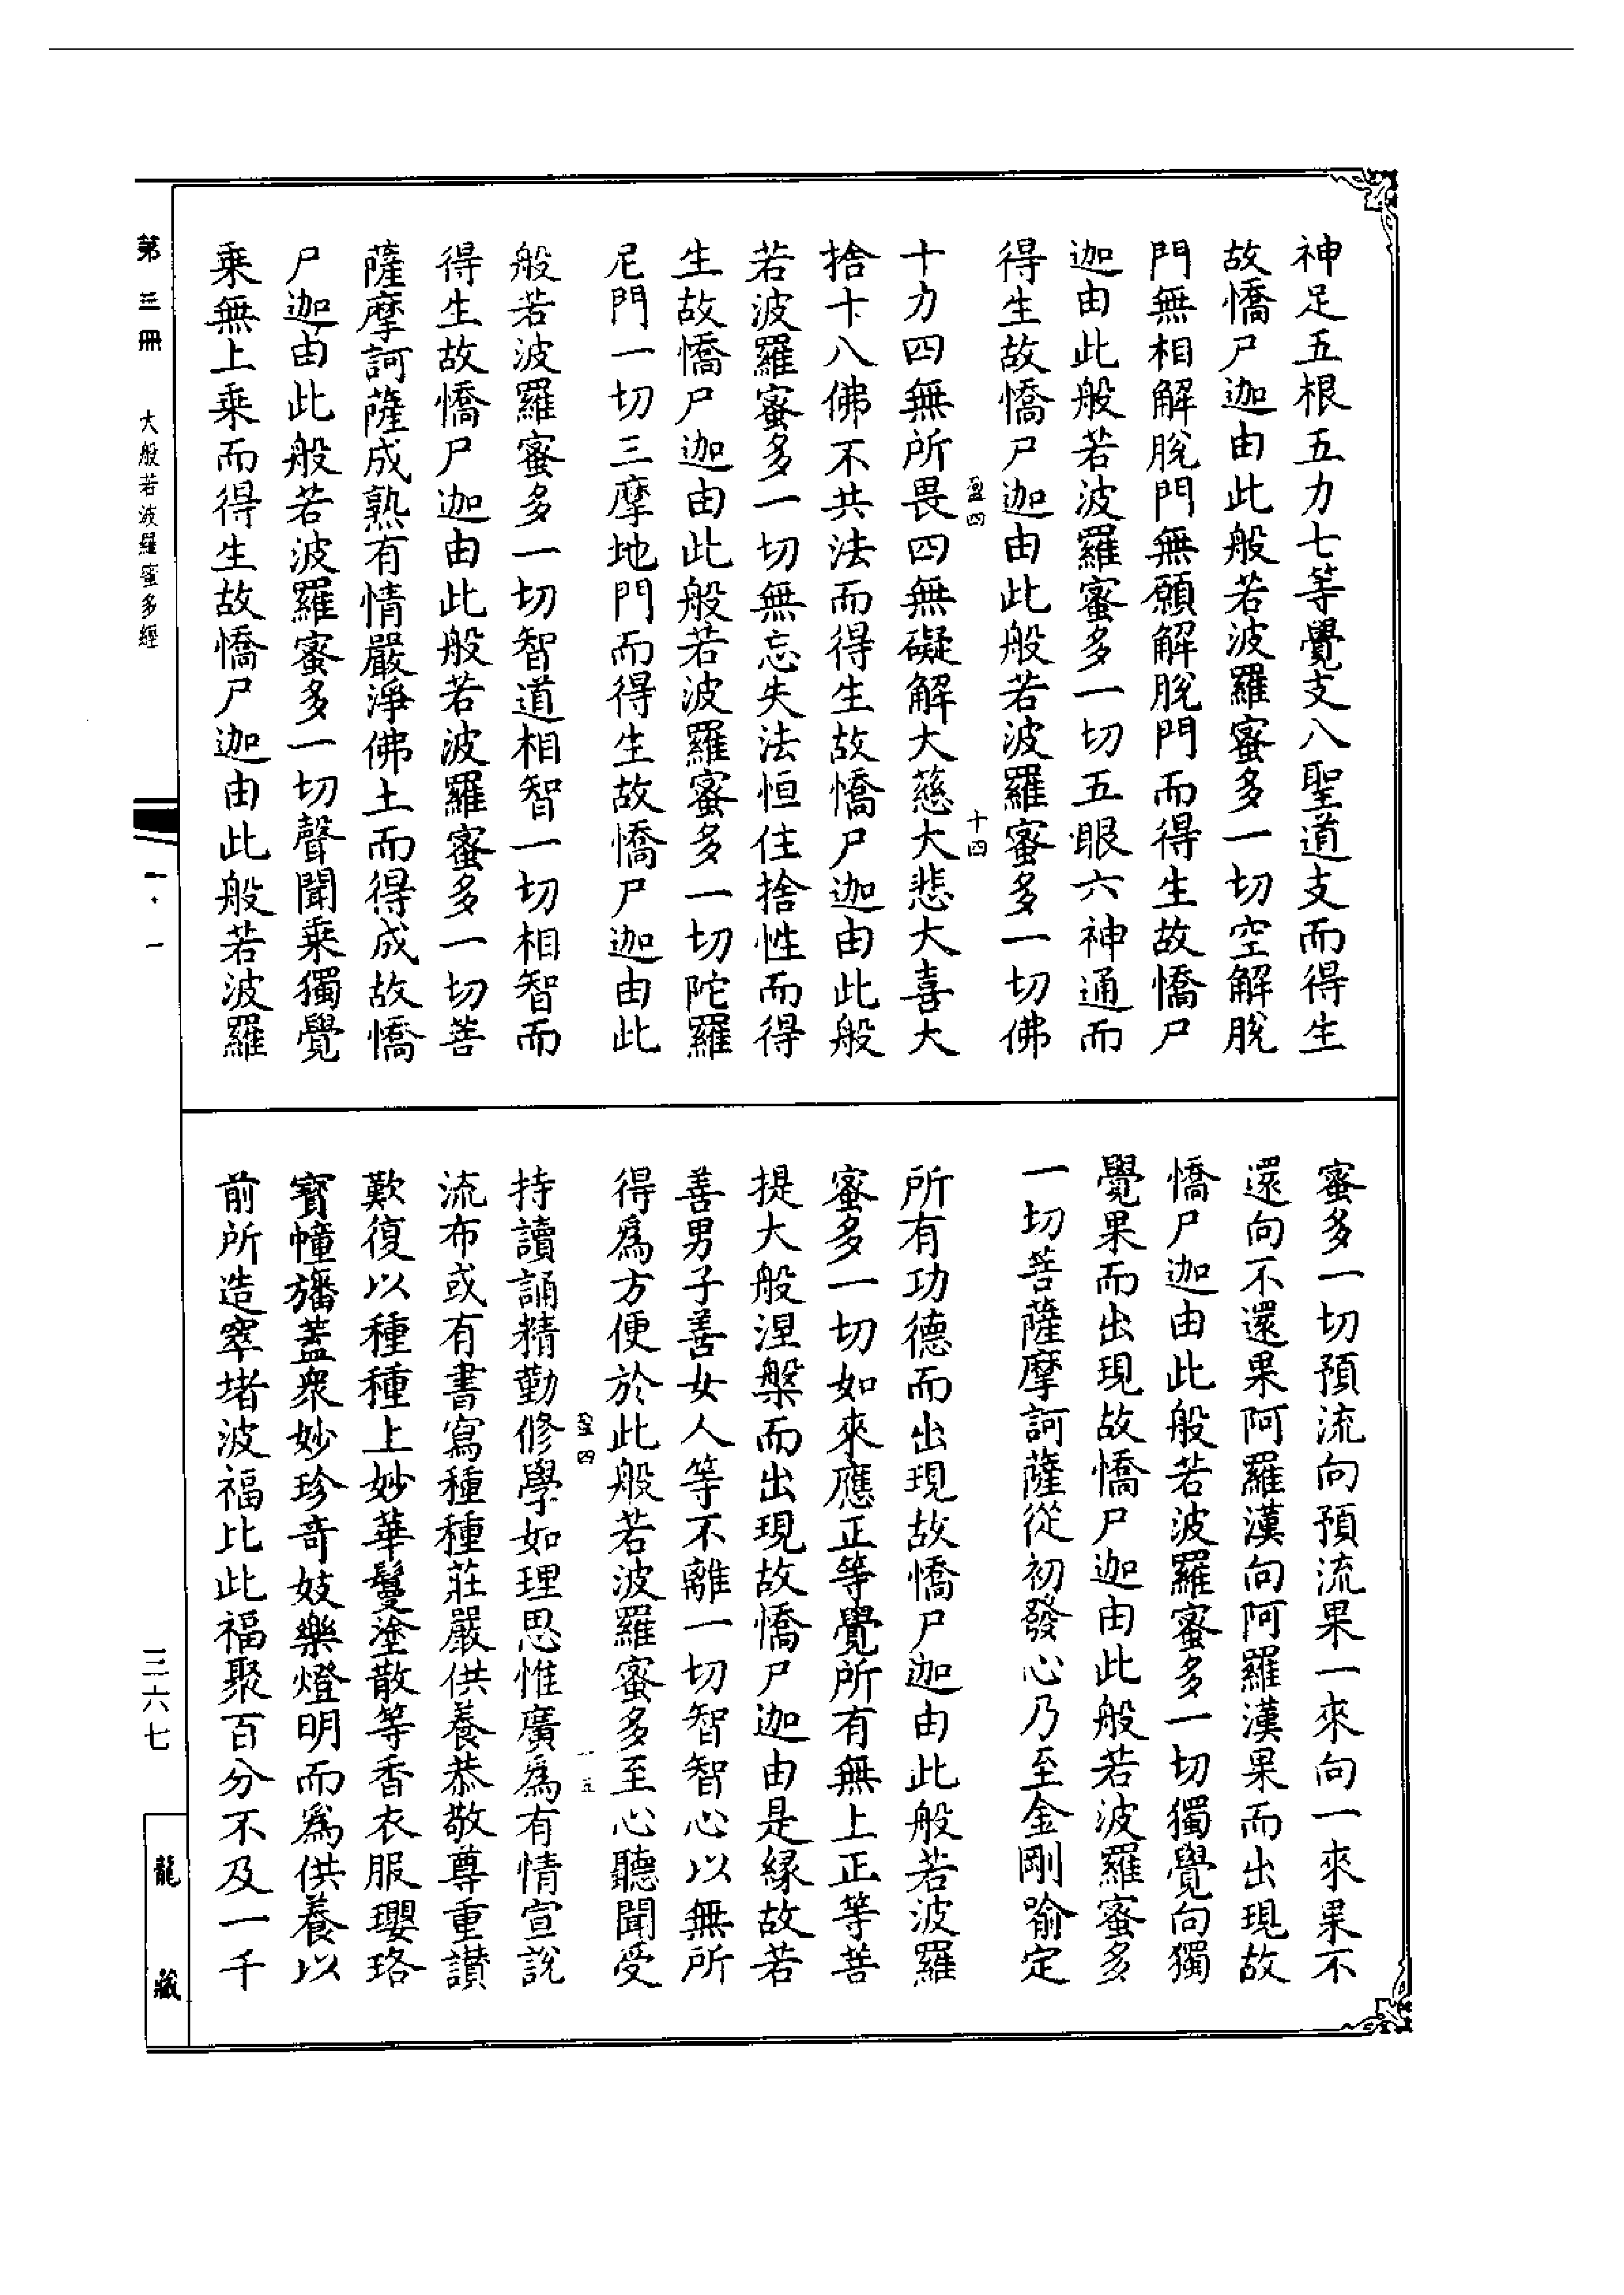 神足五根五力七等覺支八聖道支而得生
故憍尸迦由此般若波羅蜜多一切空解脫
門無相解脫門無願解脫門而得生故憍尸
迦由此般若波羅蜜多一切五眼六神通而
得生故憍尸迦由此般若波羅蜜多一切佛
盈四 十四
十力四無所畏四無礙解大慈大悲大喜大
捨十八佛不共法而得生故憍尸迦由此般
若波羅蜜多一切無忘失法恒住捨性而得
生故憍尸迦由此般若波羅蜜多一切陀羅
尼門一切三摩地門而得生故憍尸迦由此
般若波羅蜜多一切智道相智一切相智而
得生故憍尸迦由此般若波羅蜜多一切菩
薩摩訶薩成熟有情嚴淨佛土而得成故憍
尸迦由此般若波羅蜜多一切聲聞乘獨覺
乘無上乘而得生故憍尸迦由此般若波羅
蜜多一切預流向預流果一來向一來果不
還向不還果阿羅漢向阿羅漢果而出現故
憍尸迦由此般若波羅蜜多一切獨覺向獨
覺果而出現故憍尸迦由此般若波羅蜜多
一切菩薩摩訶薩從初發心乃至金剛喻定
所有功德而出現故憍尸迦由此般若波羅
蜜多一切如來應正等覺所有無上正等菩
提大般涅槃而出現故憍尸迦由是緣故若
善男子善女人等不離一切智智心以無所
得爲方便於此般若波羅蜜多至心聽聞受
盈四 十五
持讀誦精勤修學如理思惟廣爲有情宣說
流布或有書寫種種莊嚴供養恭敬尊重讚
歎復以種種上妙華鬘塗散等香衣服瓔珞
寶幢旛蓋衆妙珍奇妓樂燈明而爲供養以
前所造窣堵波福比此福聚百分不及一千
第三冊 大般若波羅蜜多經
一·一
三六七
龍藏